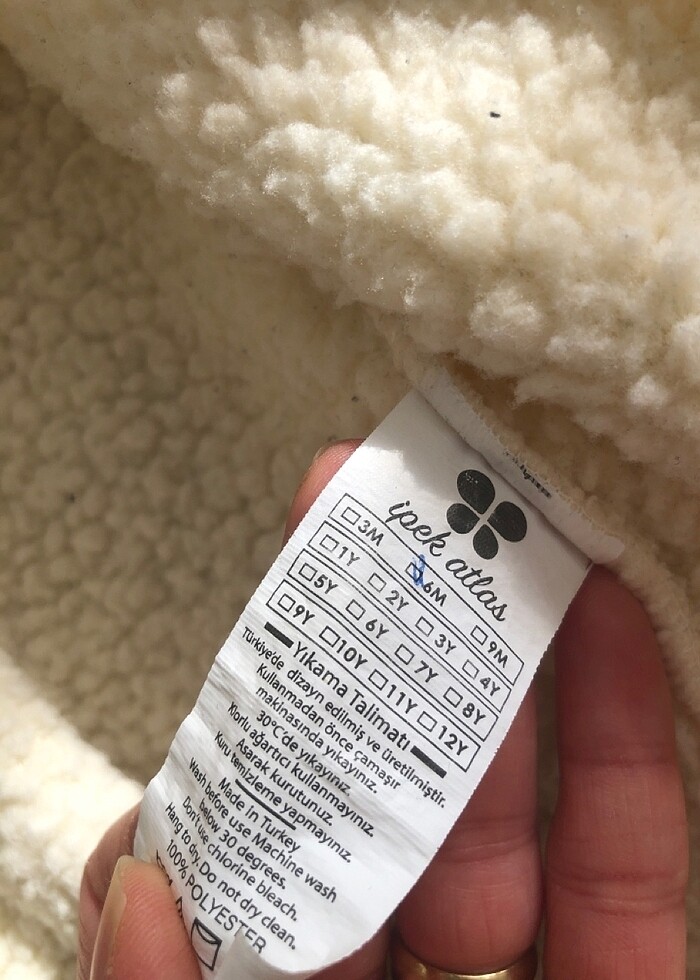 ipek atlas
3M 6M 9M
1Y 2Y 3Y 4Y
5Y 6Y 7Y 8Y
9Y 10Y 11Y 12Y
Yıkama Talimatı
Türkiye'de dizayn edilmiş ve üretilmiştir.
Kullanmadan önce çamaşır
makinasında yıkayınız.
30°C'de yıkayınız.
Klorlu ağartıcı kullanmayınız.
Asarak kurutunuz.
Kuru temizleme yapmayınız.
Made in Turkey
Wash before use Machine wash
below 30 degrees.
Don't use chlorine bleach.
Hang to dry. Do not dry clean.
100% POLYESTER